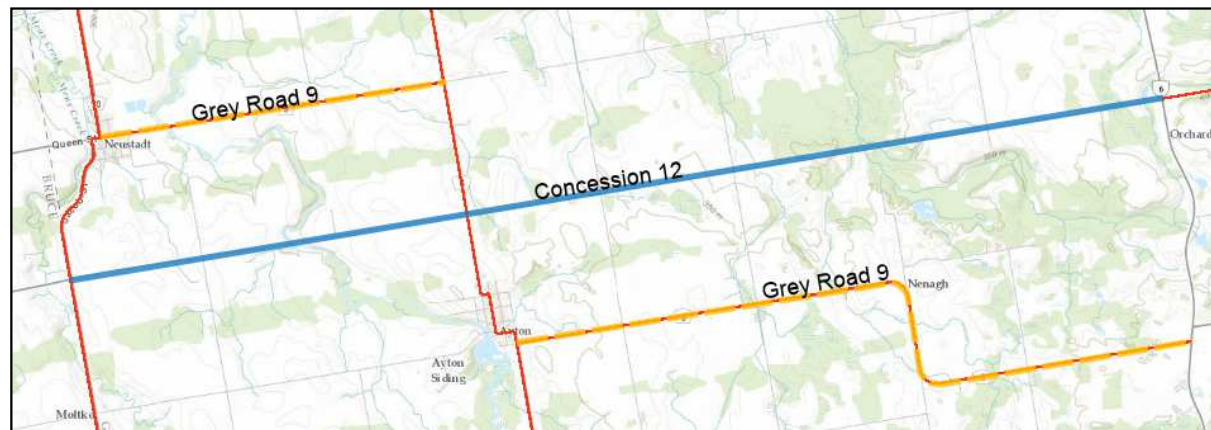 Grey Road 9
6
Queen St
Neustadt
Orchard
BRUCE
Concession 12
350 m
Grey Road 9
Nenagh
Ayton
Ayton
Siding
Moltke